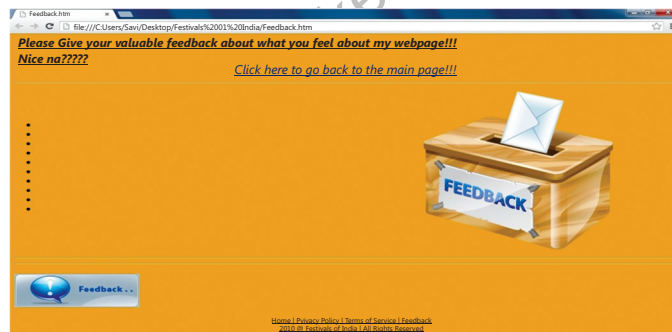 Feedback.htm
file:///C:/Users/Savi/Desktop/Festivals%2001%20India/Feedback.htm
Please Give your valuable feedback about what you feel about my webpage!!!
Nice na?????
Click here to go back to the main page!!!
FEEDBACK
Feedback . .
Home | Privacy Policy | Terms of Service | Feedback
2010 @ Festivals of India | All Rights Reserved